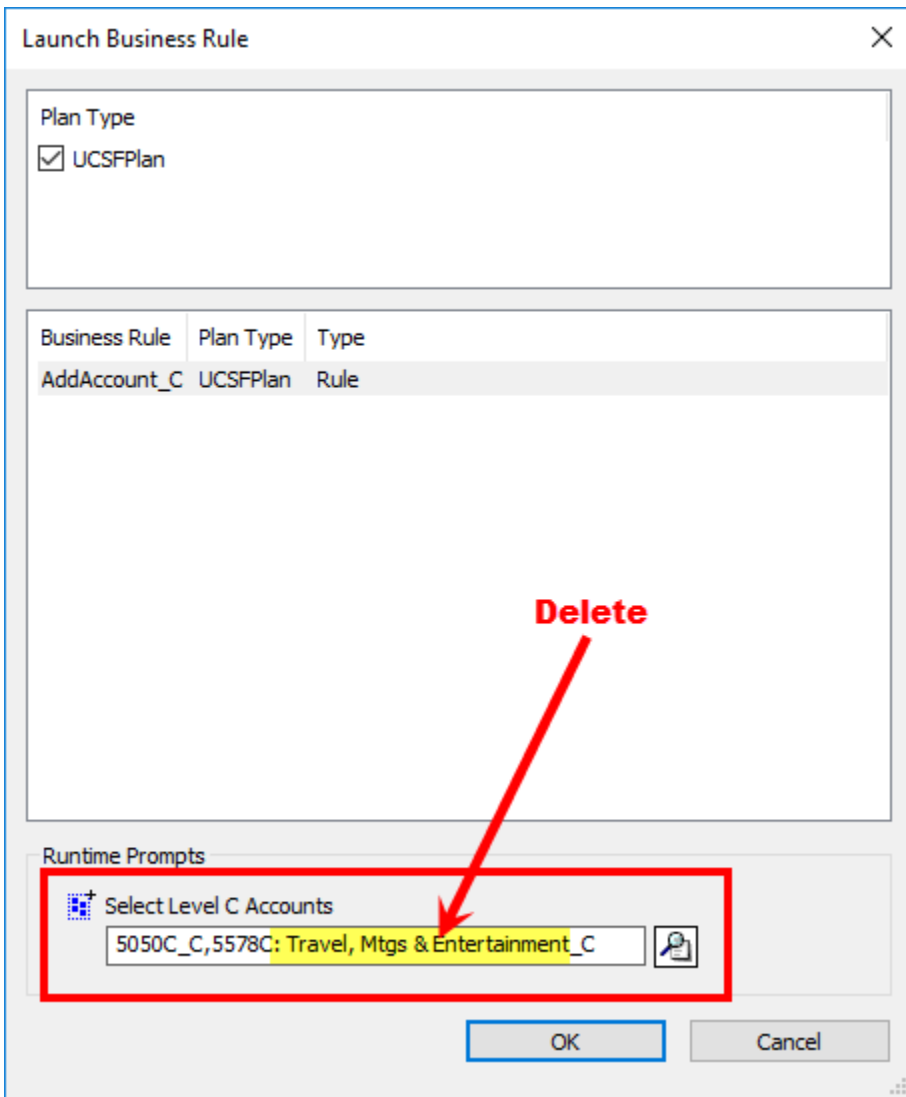 Launch Business Rule
Plan Type
UCSFPlan
Business Rule Plan Type Type
AddAccount_C UCSFPlan Rule
Delete
Runtime Prompts
Select Level C Accounts
5050C_C,5578C: Travel, Mtgs & Entertainment_C
OK Cancel